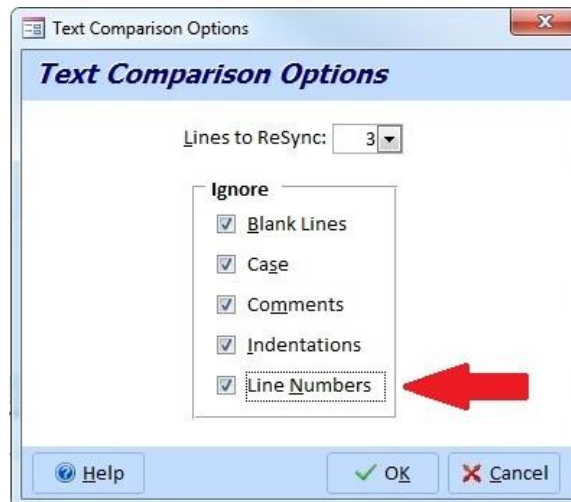 Text Comparison Options
Text Comparison Options
Lines to ReSync: 3
Ignore
Blank Lines
Case
Comments
Indentations
Line Numbers
Help OK Cancel